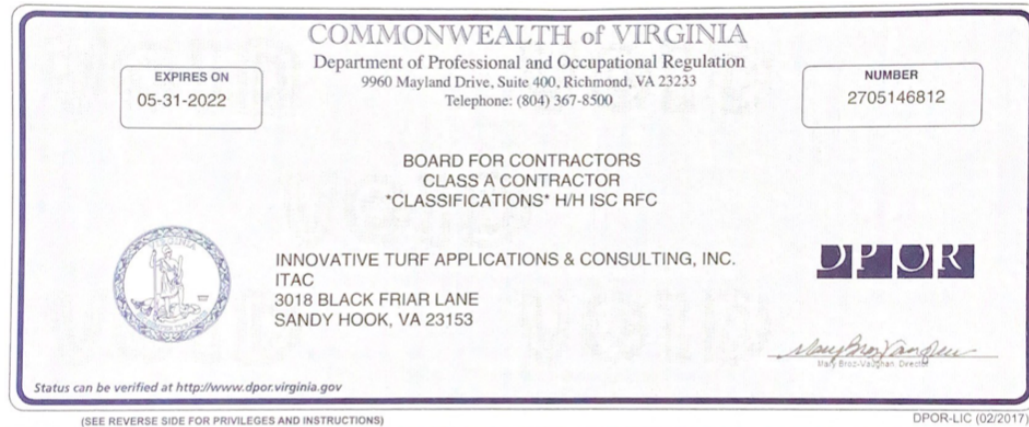 COMMONWEALTH of VIRGINIA
Department of Professional and Occupational Regulation
9960 Mayland Drive, Suite 400, Richmond, VA 23233
Telephone: (804) 367-8500
EXPIRES ON
05-31-2022
NUMBER
2705146812
BOARD FOR CONTRACTORS
CLASS A CONTRACTOR
*CLASSIFICATIONS* H/H ISC RFC
VIRGINIA
INNOVATIVE TURF APPLICATIONS & CONSULTING, INC.
ITAC
3018 BLACK FRIAR LANE
SANDY HOOK, VA 23153
DPOR
Mary Broz-Vaughan, Director
Status can be verified at http://www.dpor.virginia.gov
(SEE REVERSE SIDE FOR PRIVILEGES AND INSTRUCTIONS)
DPOR-LIC (02/2017)